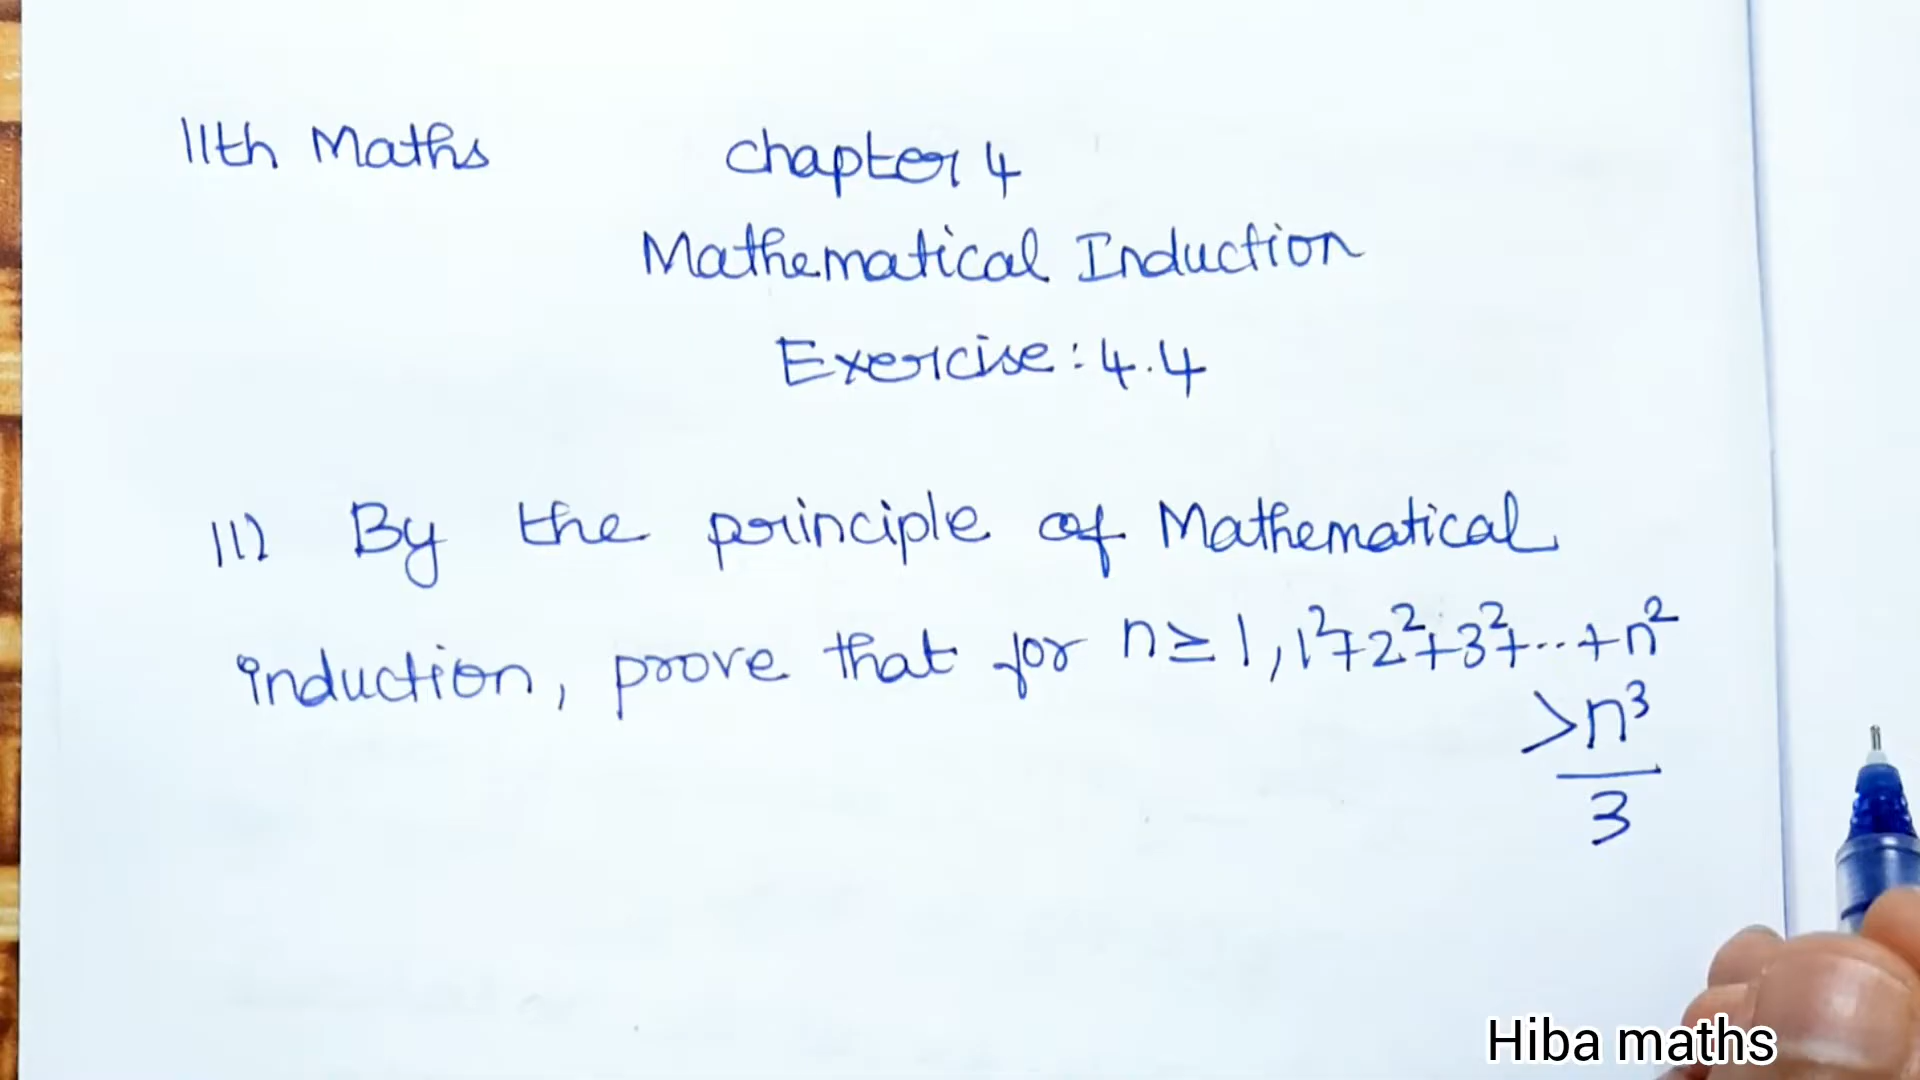 11th Maths chapter 4
Mathematical Induction
Exercise: 4.4
11) By the principle of Mathematical
induction, prove that for n ≥ 1, 1²+2²+3²+...+n²
>n³
3
Hiba maths